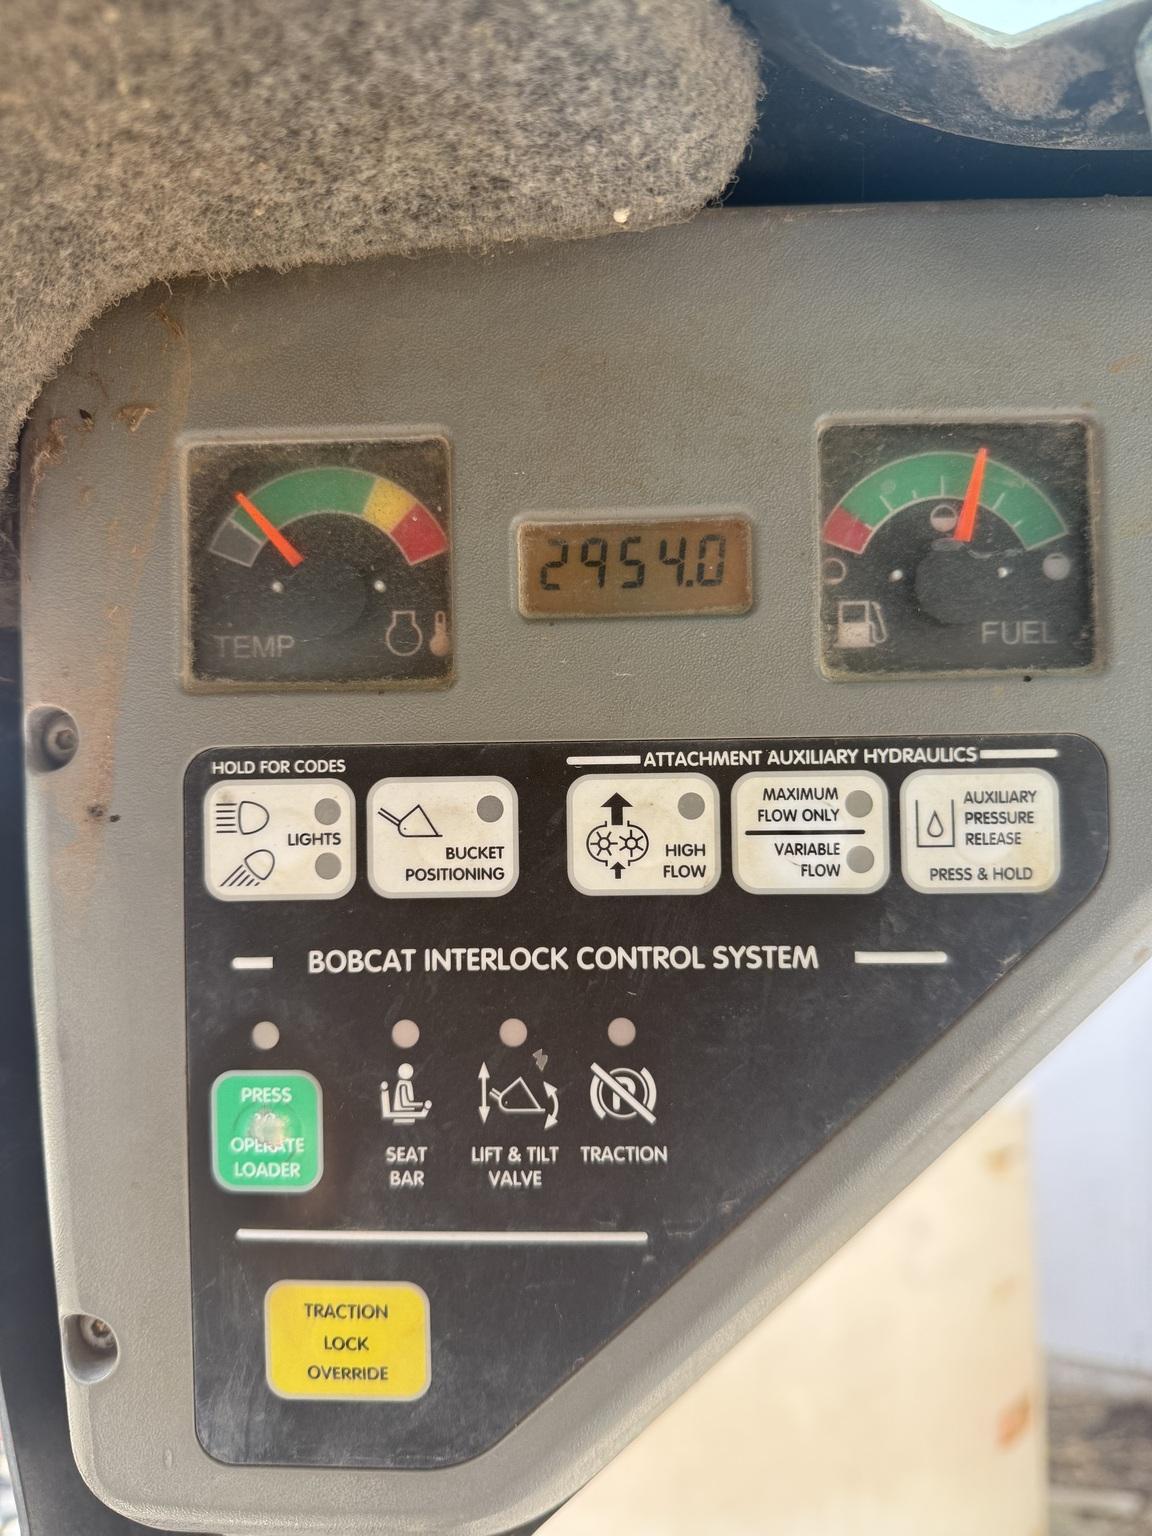 2954.0
TEMP
FUEL
HOLD FOR CODES
ATTACHMENT AUXILIARY HYDRAULICS
LIGHTS
BUCKET
POSITIONING
HIGH
FLOW
MAXIMUM
FLOW ONLY
VARIABLE
FLOW
AUXILIARY
PRESSURE
RELEASE
PRESS & HOLD
BOBCAT INTERLOCK CONTROL SYSTEM
PRESS
OPERATE
LOADER
SEAT
BAR
LIFT & TILT
VALVE
TRACTION
TRACTION
LOCK
OVERRIDE